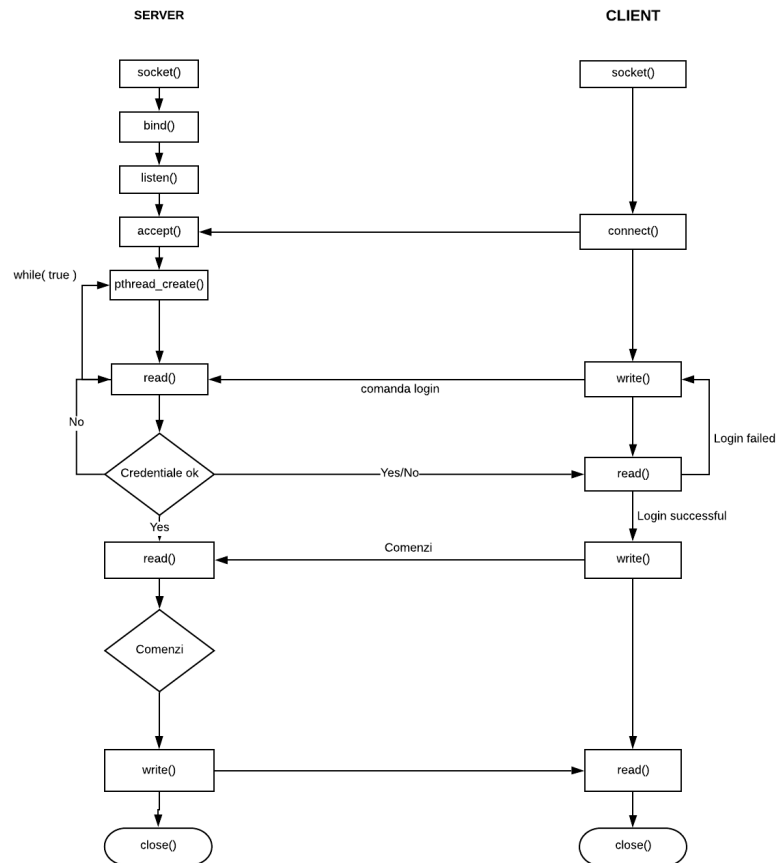 SERVER
CLIENT
socket()
socket()
bind()
listen()
accept()
connect()
while( true )
pthread_create()
read()
write()
comanda login
No
Login failed
Credentiale ok
Yes/No
read()
Yes
Login successful
read()
Comenzi
write()
Comenzi
write()
read()
close()
close()